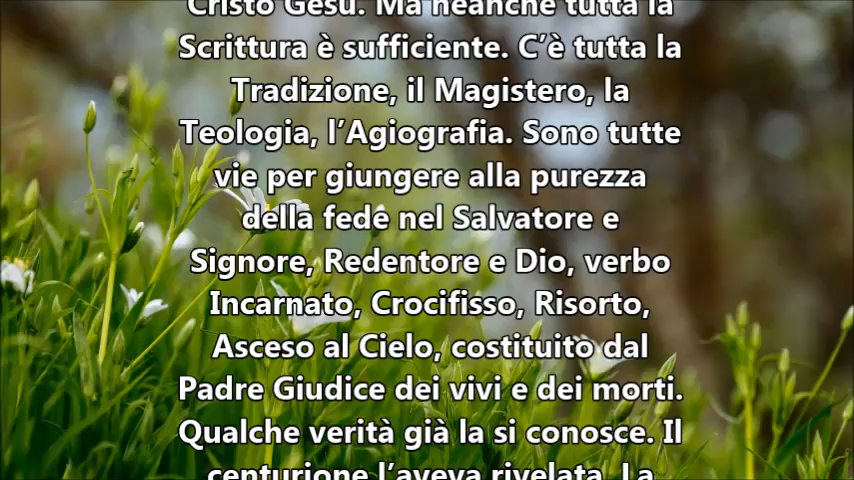 Cristo Gesù. Ma neanche tutta la
Scrittura è sufficiente. C’è tutta la
Tradizione, il Magistero, la
Teologia, l’Agiografia. Sono tutte
vie per giungere alla purezza
della fede nel Salvatore e
Signore, Redentore e Dio, verbo
Incarnato, Crocifisso, Risorto,
Asceso al Cielo, costituito dal
Padre Giudice dei vivi e dei morti.
Qualche verità già la si conosce. Il
centurione l’aveva rivelata. La